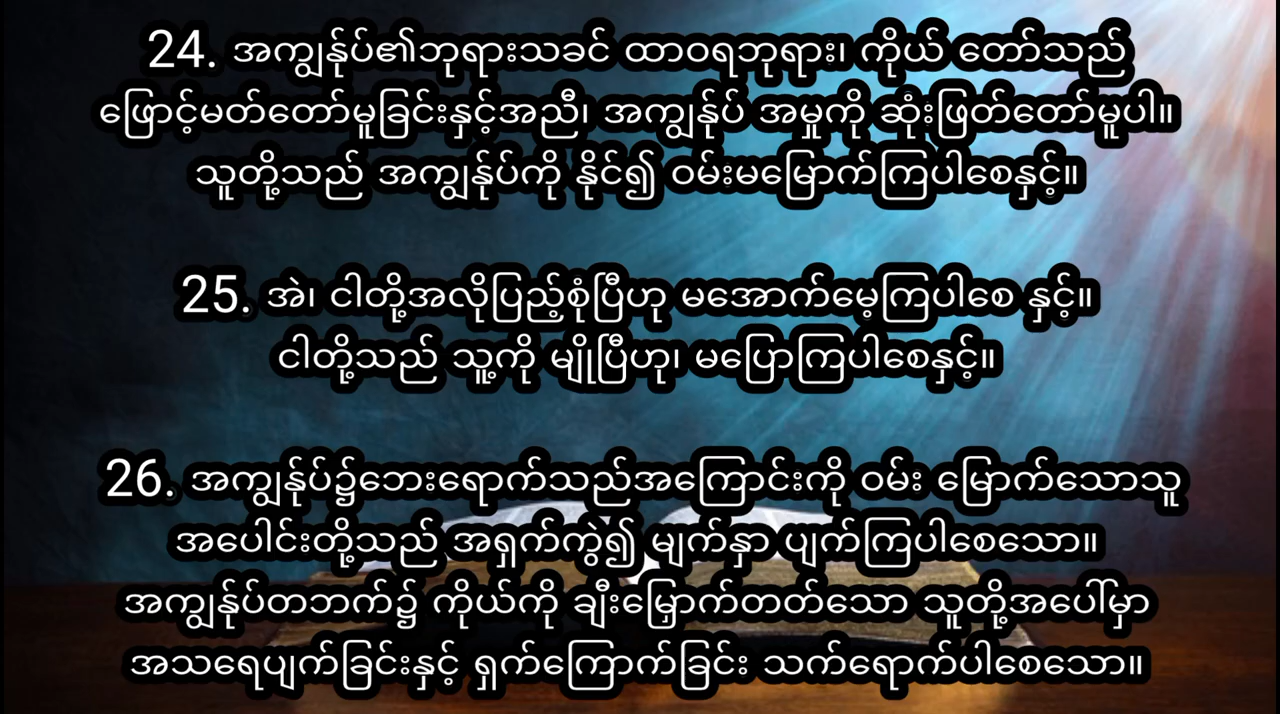 24. အကျွန်ုပ်၏ဘုရားသခင် ထာဝရဘုရား၊ ကိုယ် တော်သည်
ဖြောင့်မတ်တော်မူခြင်းနှင့်အညီ၊ အကျွန်ုပ် အမှုကို ဆုံးဖြတ်တော်မူပါ။
သူတို့သည် အကျွန်ုပ်ကို နိုင်၍ ဝမ်းမမြောက်ကြပါစေနှင့်။
25. အဲ၊ ငါတို့အလိုပြည့်စုံပြီဟု မအောက်မေ့ကြပါစေ နှင့်။
ငါတို့သည် သူ့ကို မျိုပြီဟု၊ မပြောကြပါစေနှင့်။
26. အကျွန်ုပ်၌ဘေးရောက်သည်အကြောင်းကို ဝမ်း မြောက်သောသူ
အပေါင်းတို့သည် အရှက်ကွဲ၍ မျက်နှာ ပျက်ကြပါစေသော။
အကျွန်ုပ်တဘက်၌ ကိုယ်ကို ချီးမြှောက်တတ်သော သူတို့အပေါ်မှာ
အသရေပျက်ခြင်းနှင့် ရှက်ကြောက်ခြင်း သက်ရောက်ပါစေသော။